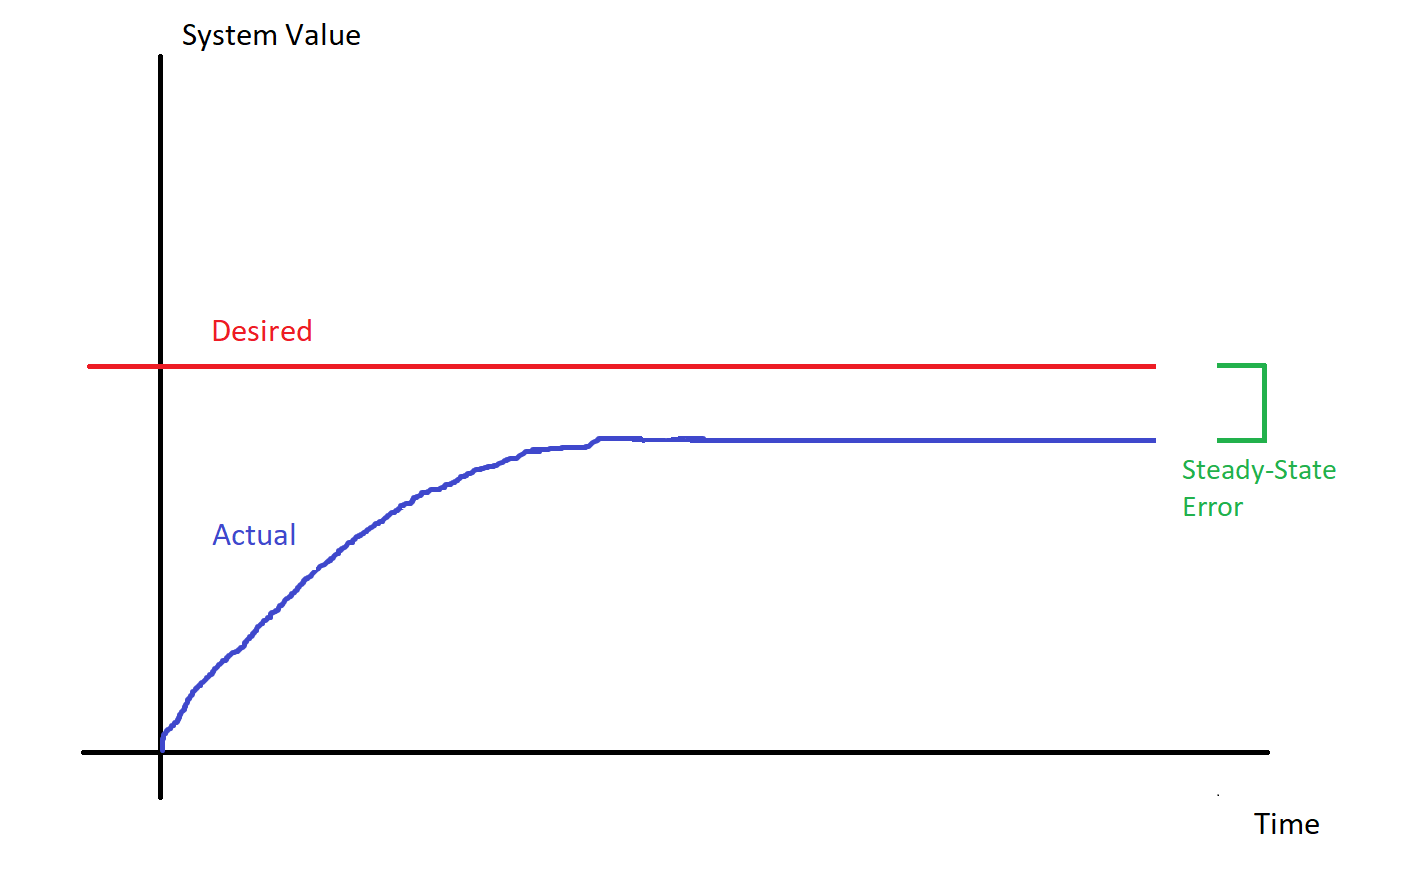 System Value
Desired
Actual
Steady-State
Error
Time